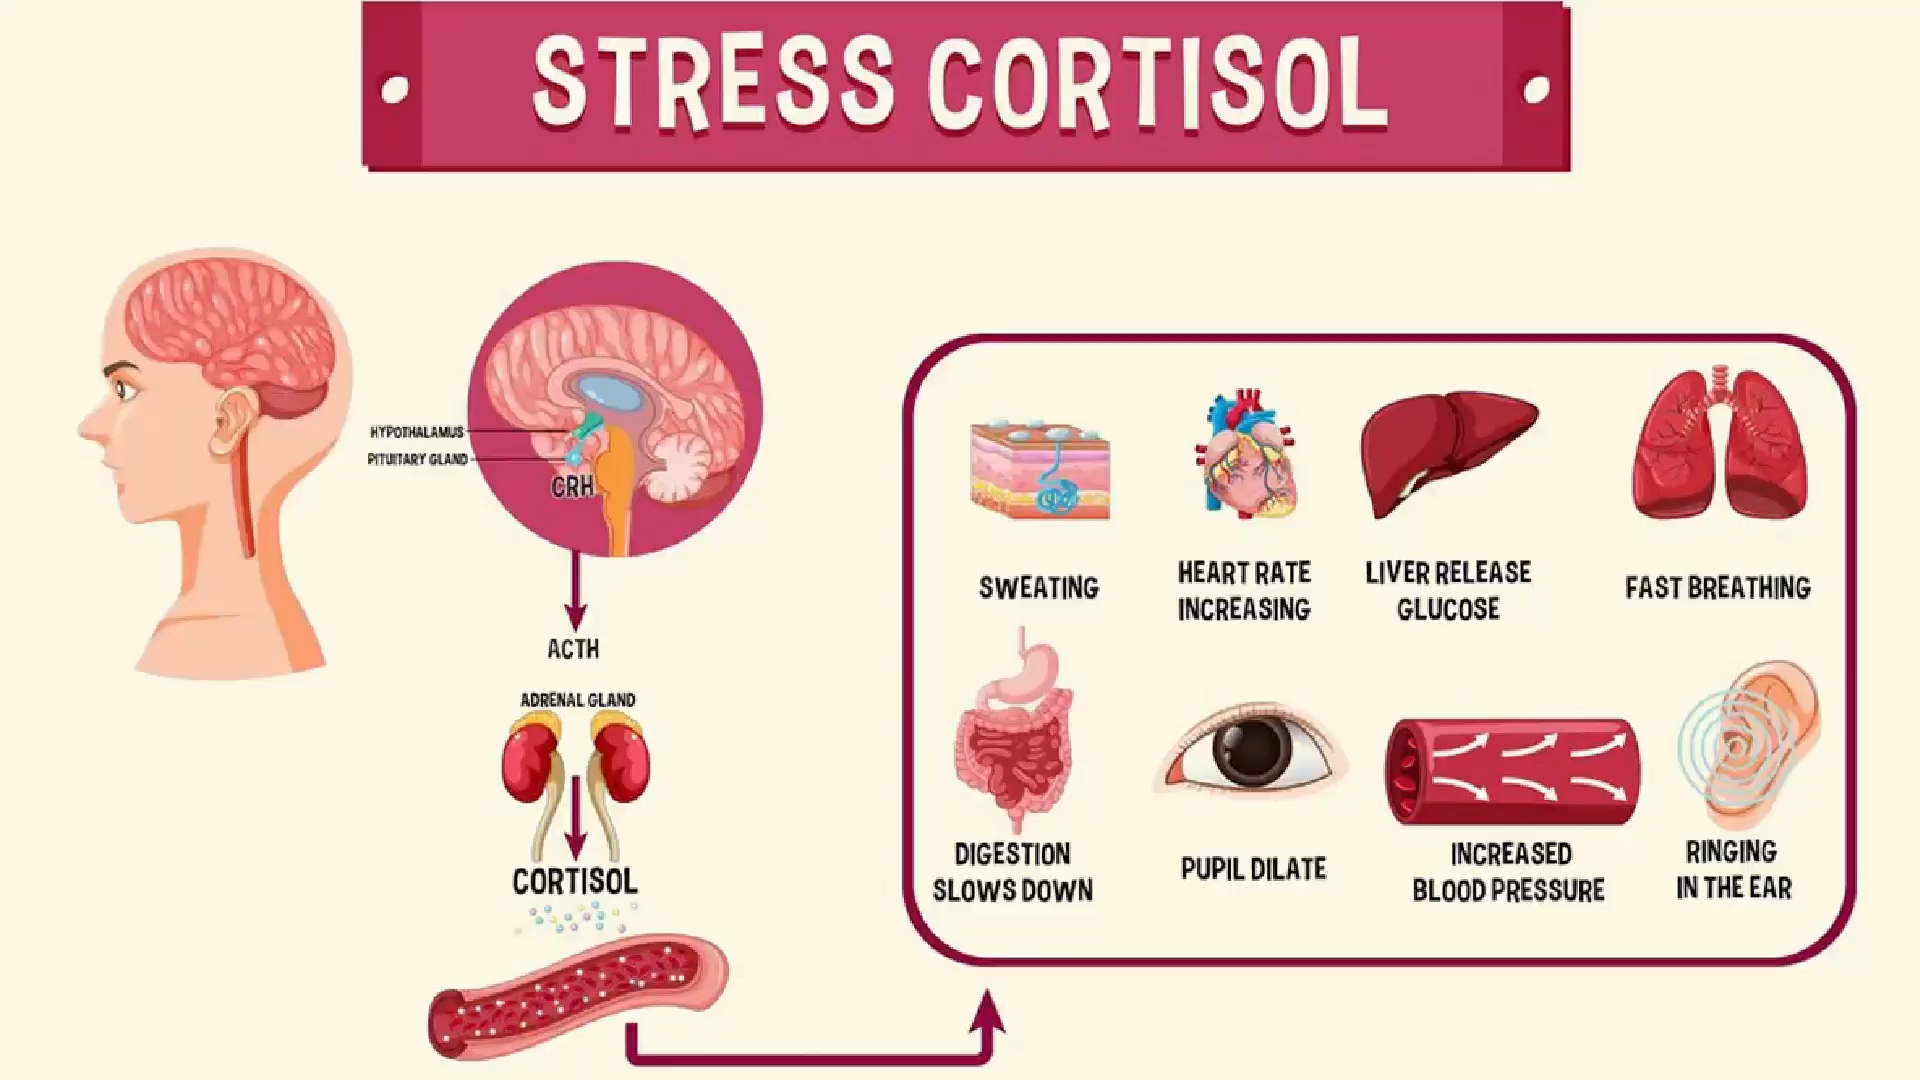 STRESS CORTISOL
HYPOTHALAMUS
PITUITARY GLAND
CRH
ACTH
ADRENAL GLAND
CORTISOL
SWEATING
HEART RATE
INCREASING
LIVER RELEASE
GLUCOSE
FAST BREATHING
DIGESTION
SLOWS DOWN
PUPIL DILATE
INCREASED
BLOOD PRESSURE
RINGING
IN THE EAR